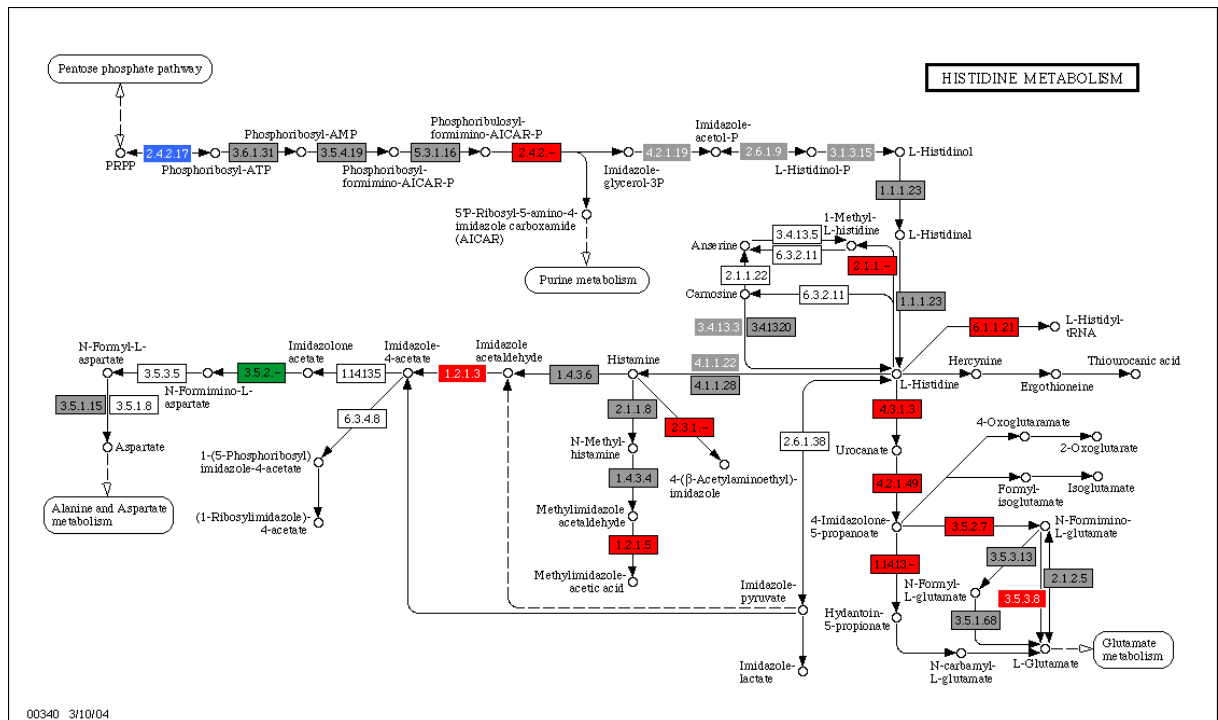 Pentose phosphate pathway
HISTIDINE METABOLISM
PRPP
2.4.2.17
Phosphoribosyl-ATP
3.6.1.31
Phosphoribosyl-AMP
3.5.4.19
Phosphoribosyl-
formimino-AICAR-P
5.3.1.16
Phosphoribulosyl-
formimino-AICAR-P
2.4.2.-
Imidazole-
glycerol-3P
4.2.1.19
Imidazole-
acetol-P
2.6.1.9
L-Histidinol-P
3.1.3.15
L-Histidinol
1.1.1.23
5'P-Ribosyl-5-amino-4-
imidazole carboxamide
(AICAR)
Purine metabolism
L-Histidinal
1-Methyl-
L-histidine
Anserine
3.4.13.5
6.3.2.11
2.1.1.-
2.1.1.22
Carnosine
6.3.2.11
1.1.1.23
3.4.13.3
3.4.13.20
6.1.1.21
L-Histidyl-
tRNA
4.1.1.22
4.1.1.28
L-Histidine
Hercynine
Ergothioneine
Thiourocanic acid
N-Formyl-L-
aspartate
3.5.3.5
N-Formimino-L-
aspartate
3.5.2.-
Imidazolone
acetate
1.14.13.5
Imidazole-
4-acetate
1.2.1.3
Imidazole
acetaldehyde
1.4.3.6
Histamine
3.5.1.15
3.5.1.8
Aspartate
Alanine and Aspartate
metabolism
6.3.4.8
1-(5-Phosphoribosyl)
imidazole-4-acetate
(1-Ribosylimidazole)-
4-acetate
2.1.1.8
2.3.1.-
N-Methyl-
histamine
4-(β-Acetylaminoethyl)-
imidazole
1.4.3.4
Methylimidazole
acetaldehyde
1.2.1.5
Methylimidazole-
acetic acid
2.6.1.38
Imidazole-
pyruvate
Imidazole-
lactate
4.3.1.3
Urocanate
4.2.1.49
4-Imidazolone-
5-propanoate
4-Oxoglutaramate
2-Oxoglutarate
Formyl-
isoglutamate
Isoglutamate
3.5.2.7
N-Formimino-
L-glutamate
1.14.13.-
3.5.3.13
2.1.2.5
N-Formyl-
L-glutamate
3.5.3.8
Hydantoin-
5-propionate
3.5.1.68
N-carbamyl-
L-glutamate
L-Glutamate
Glutamate
metabolism
00340 3/10/04